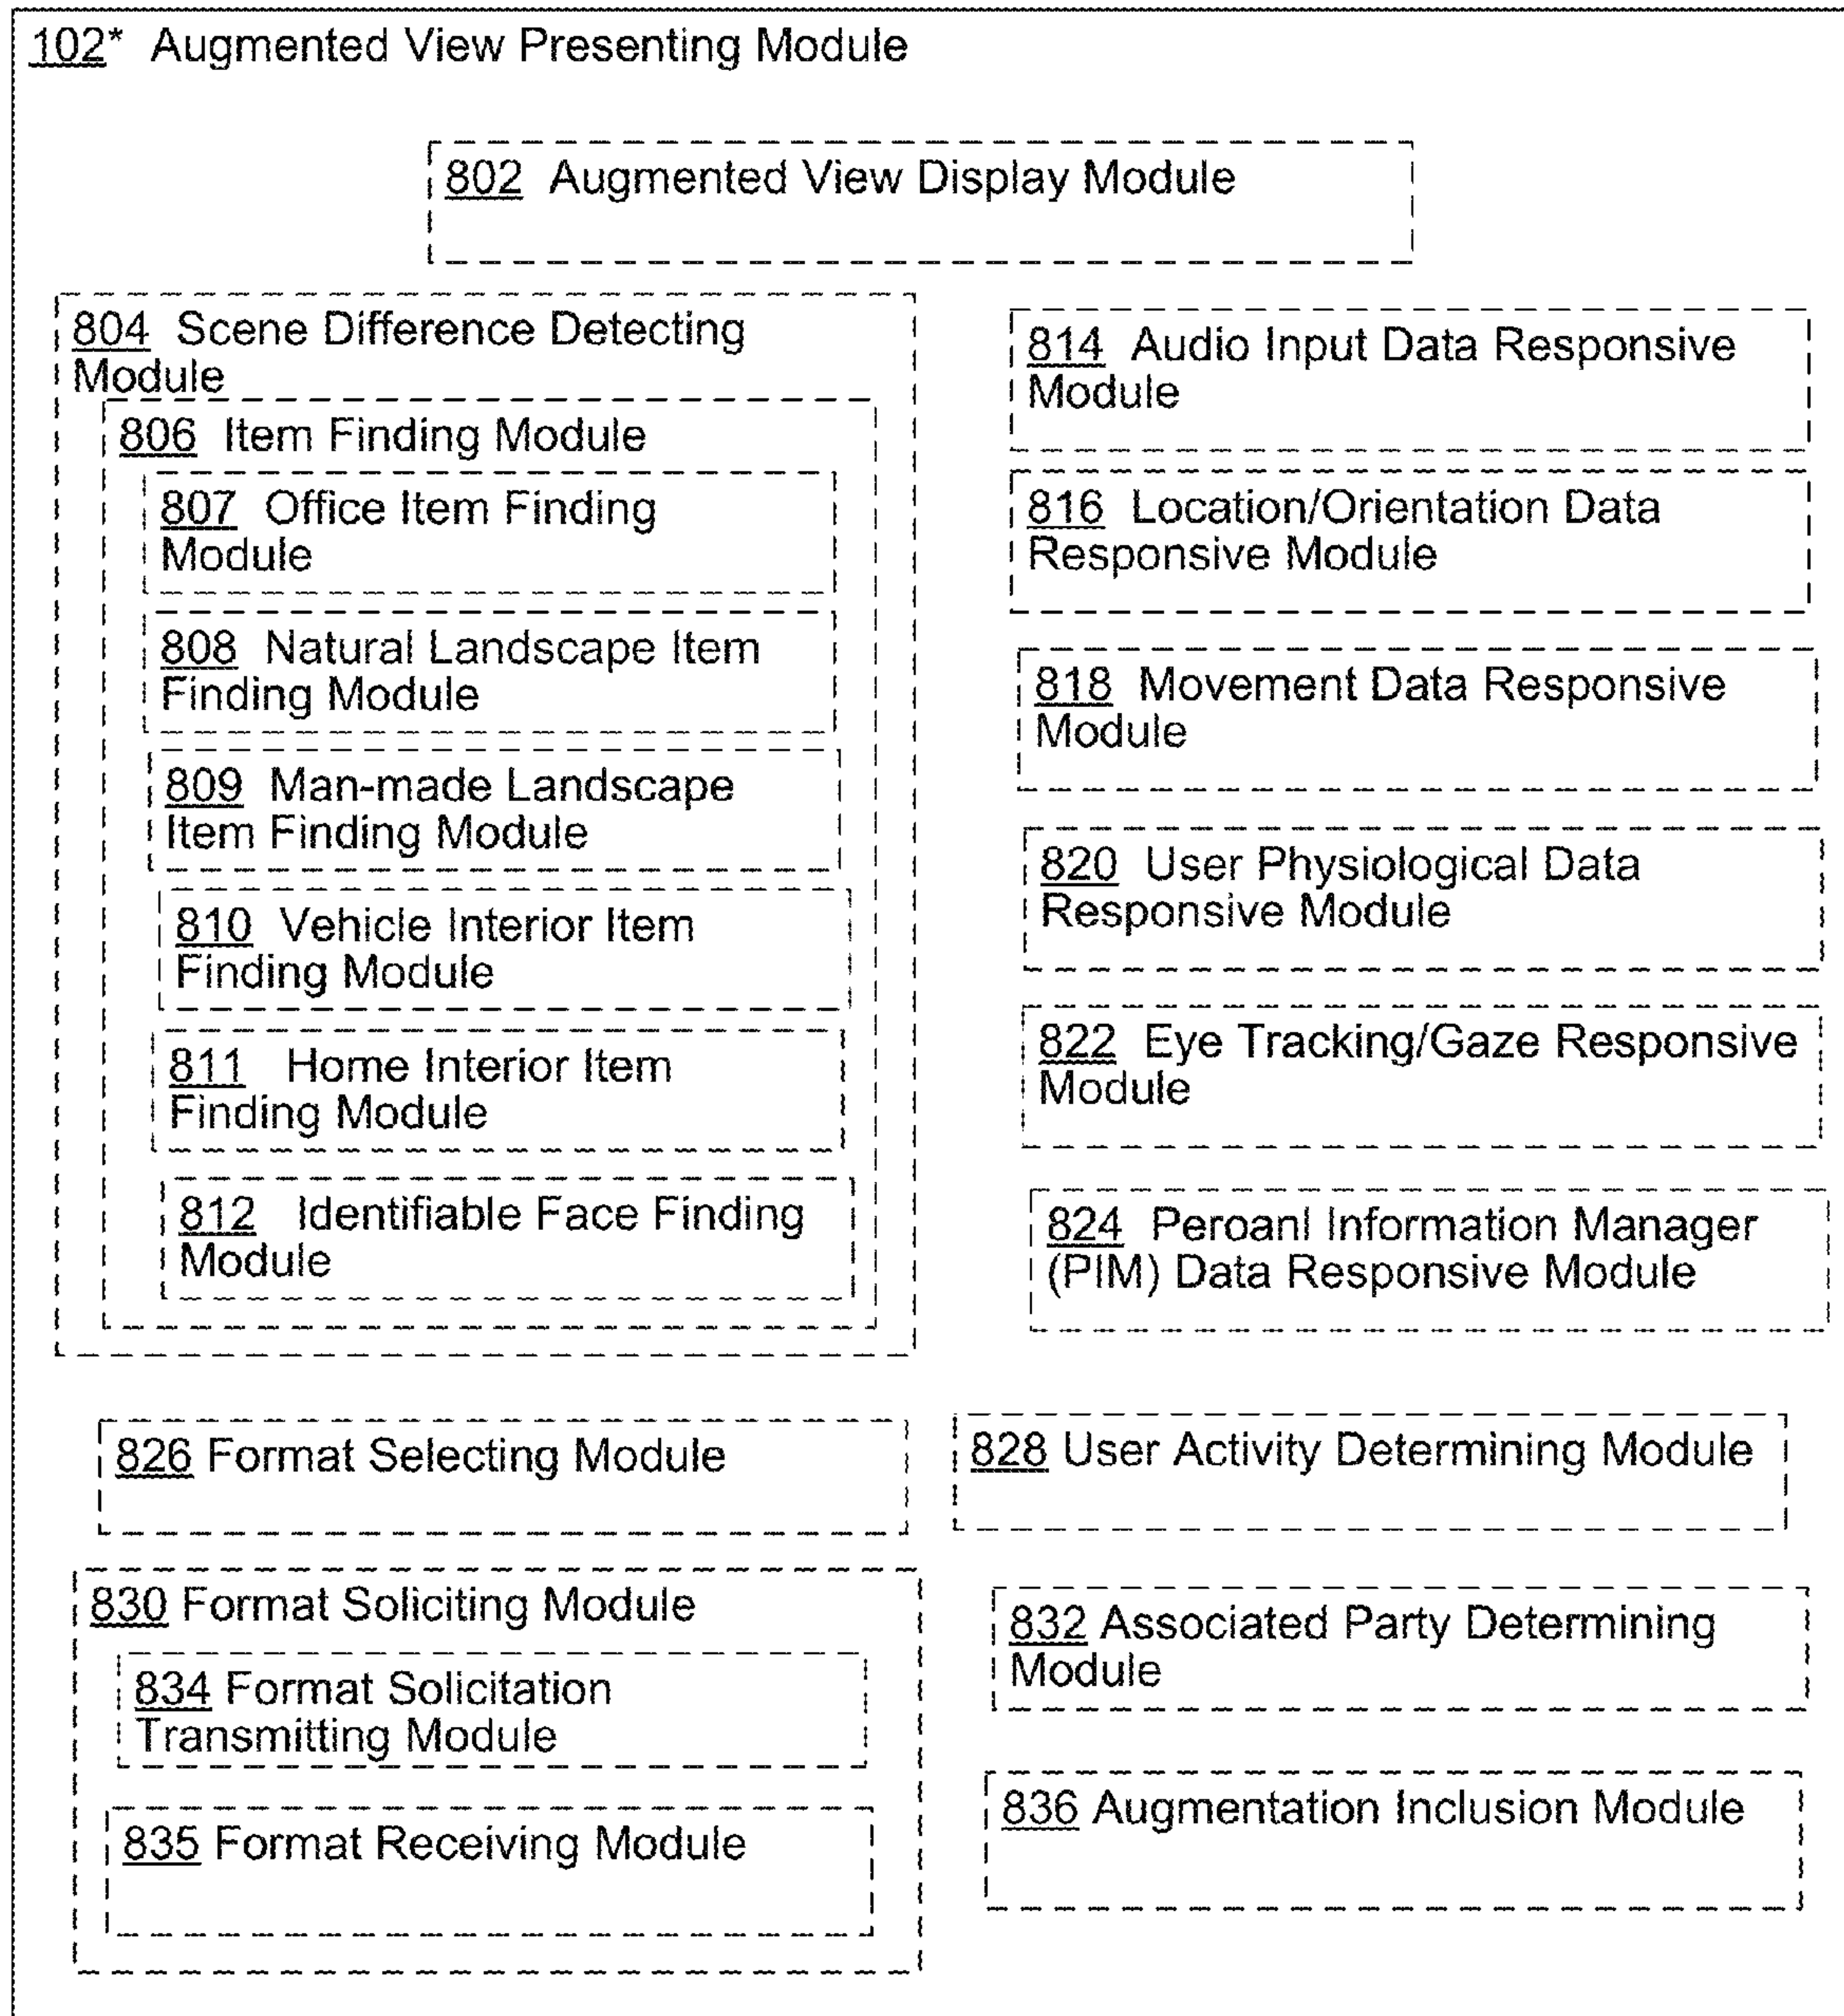 102* Augmented View Presenting Module
802 Augmented View Display Module
804 Scene Difference Detecting
Module
806 Item Finding Module
807 Office Item Finding
Module
808 Natural Landscape Item
Finding Module
809 Man-made Landscape
Item Finding Module
810 Vehicle Interior Item
Finding Module
811 Home Interior Item
Finding Module
812 Identifiable Face Finding
Module
814 Audio Input Data Responsive
Module
816 Location/Orientation Data
Responsive Module
818 Movement Data Responsive
Module
820 User Physiological Data
Responsive Module
822 Eye Tracking/Gaze Responsive
Module
824 Peroanl Information Manager
(PIM) Data Responsive Module
826 Format Selecting Module
828 User Activity Determining Module
830 Format Soliciting Module
834 Format Solicitation
Transmitting Module
835 Format Receiving Module
832 Associated Party Determining
Module
836 Augmentation Inclusion Module